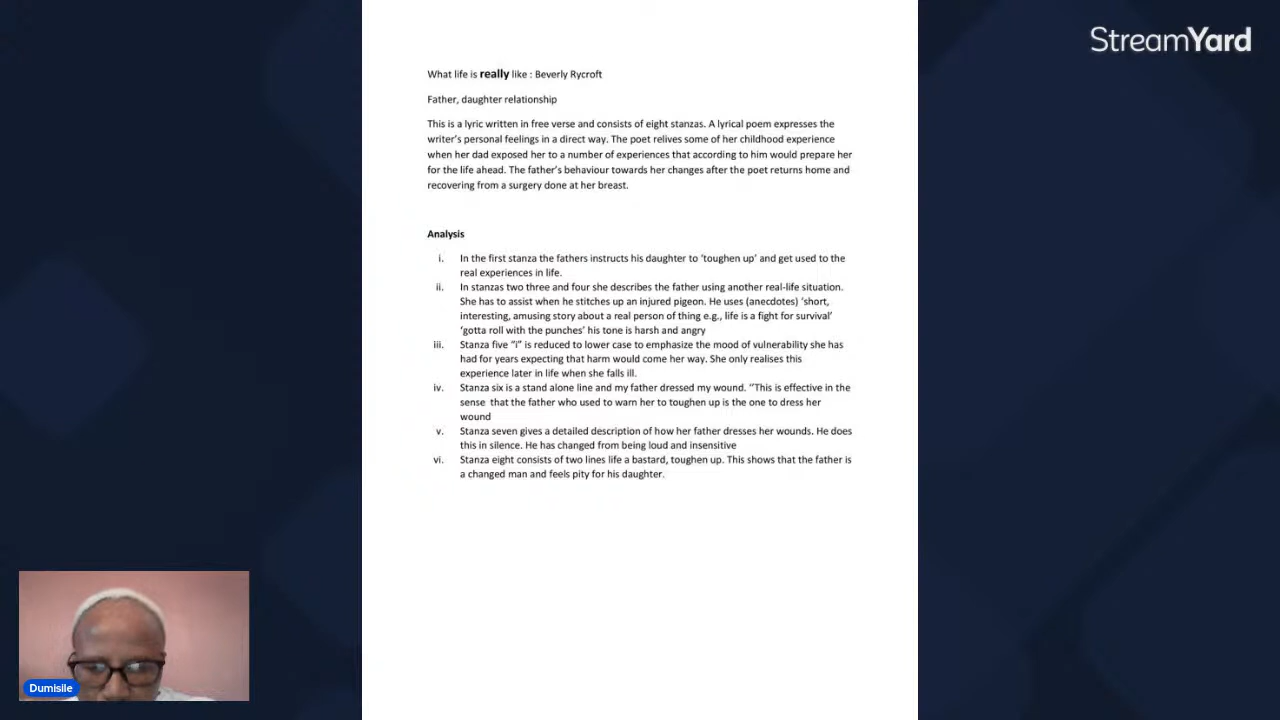 StreamYard
What life is really like : Beverly Rycroft
Father, daughter relationship
This is a lyric written in free verse and consists of eight stanzas. A lyrical poem expresses the
writer's personal feelings in a direct way. The poet relives some of her childhood experience
when her dad exposed her to a number of experiences that according to him would prepare her
for the life ahead. The father's behaviour towards her changes after the poet returns home and
recovering from a surgery done at her breast.
Analysis
i. In the first stanza the fathers instructs his daughter to 'toughen up' and get used to the
real experiences in life.
ii. In stanzas two three and four she describes the father using another real-life situation.
She has to assist when he stitches up an injured pigeon. He uses (anecdotes) 'short,
interesting, amusing story about a real person of thing e.g., life is a fight for survival'
'gotta roll with the punches' his tone is harsh and angry
iii. Stanza five "i" is reduced to lower case to emphasize the mood of vulnerability she has
had for years expecting that harm would come her way. She only realises this
experience later in life when she falls ill.
iv. Stanza six is a stand alone line and my father dressed my wound. "This is effective in the
sense that the father who used to warn her to toughen up is the one to dress her
wound
v. Stanza seven gives a detailed description of how her father dresses her wounds. He does
this in silence. He has changed from being loud and insensitive
vi. Stanza eight consists of two lines life a bastard, toughen up. This shows that the father is
a changed man and feels pity for his daughter.
Dumisile